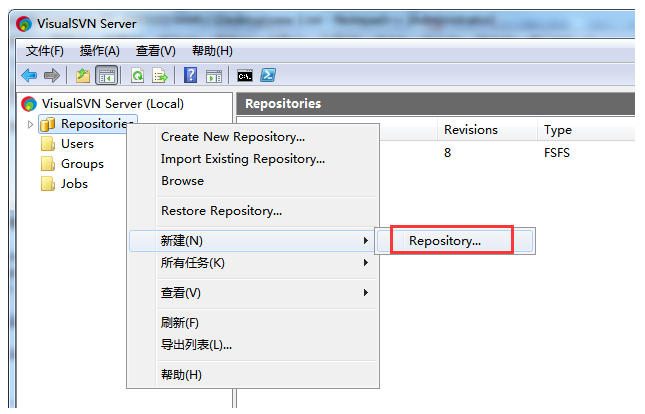 VisualSVN Server
文件(F) 操作(A) 查看(V) 帮助(H)
VisualSVN Server (Local)
Repositories
Users
Groups
Jobs
Repositories
Revisions Type
8 FSFS
Create New Repository...
Import Existing Repository...
Browse
Restore Repository...
新建(N)
Repository...
所有任务(K)
查看(V)
刷新(F)
导出列表(L)...
帮助(H)